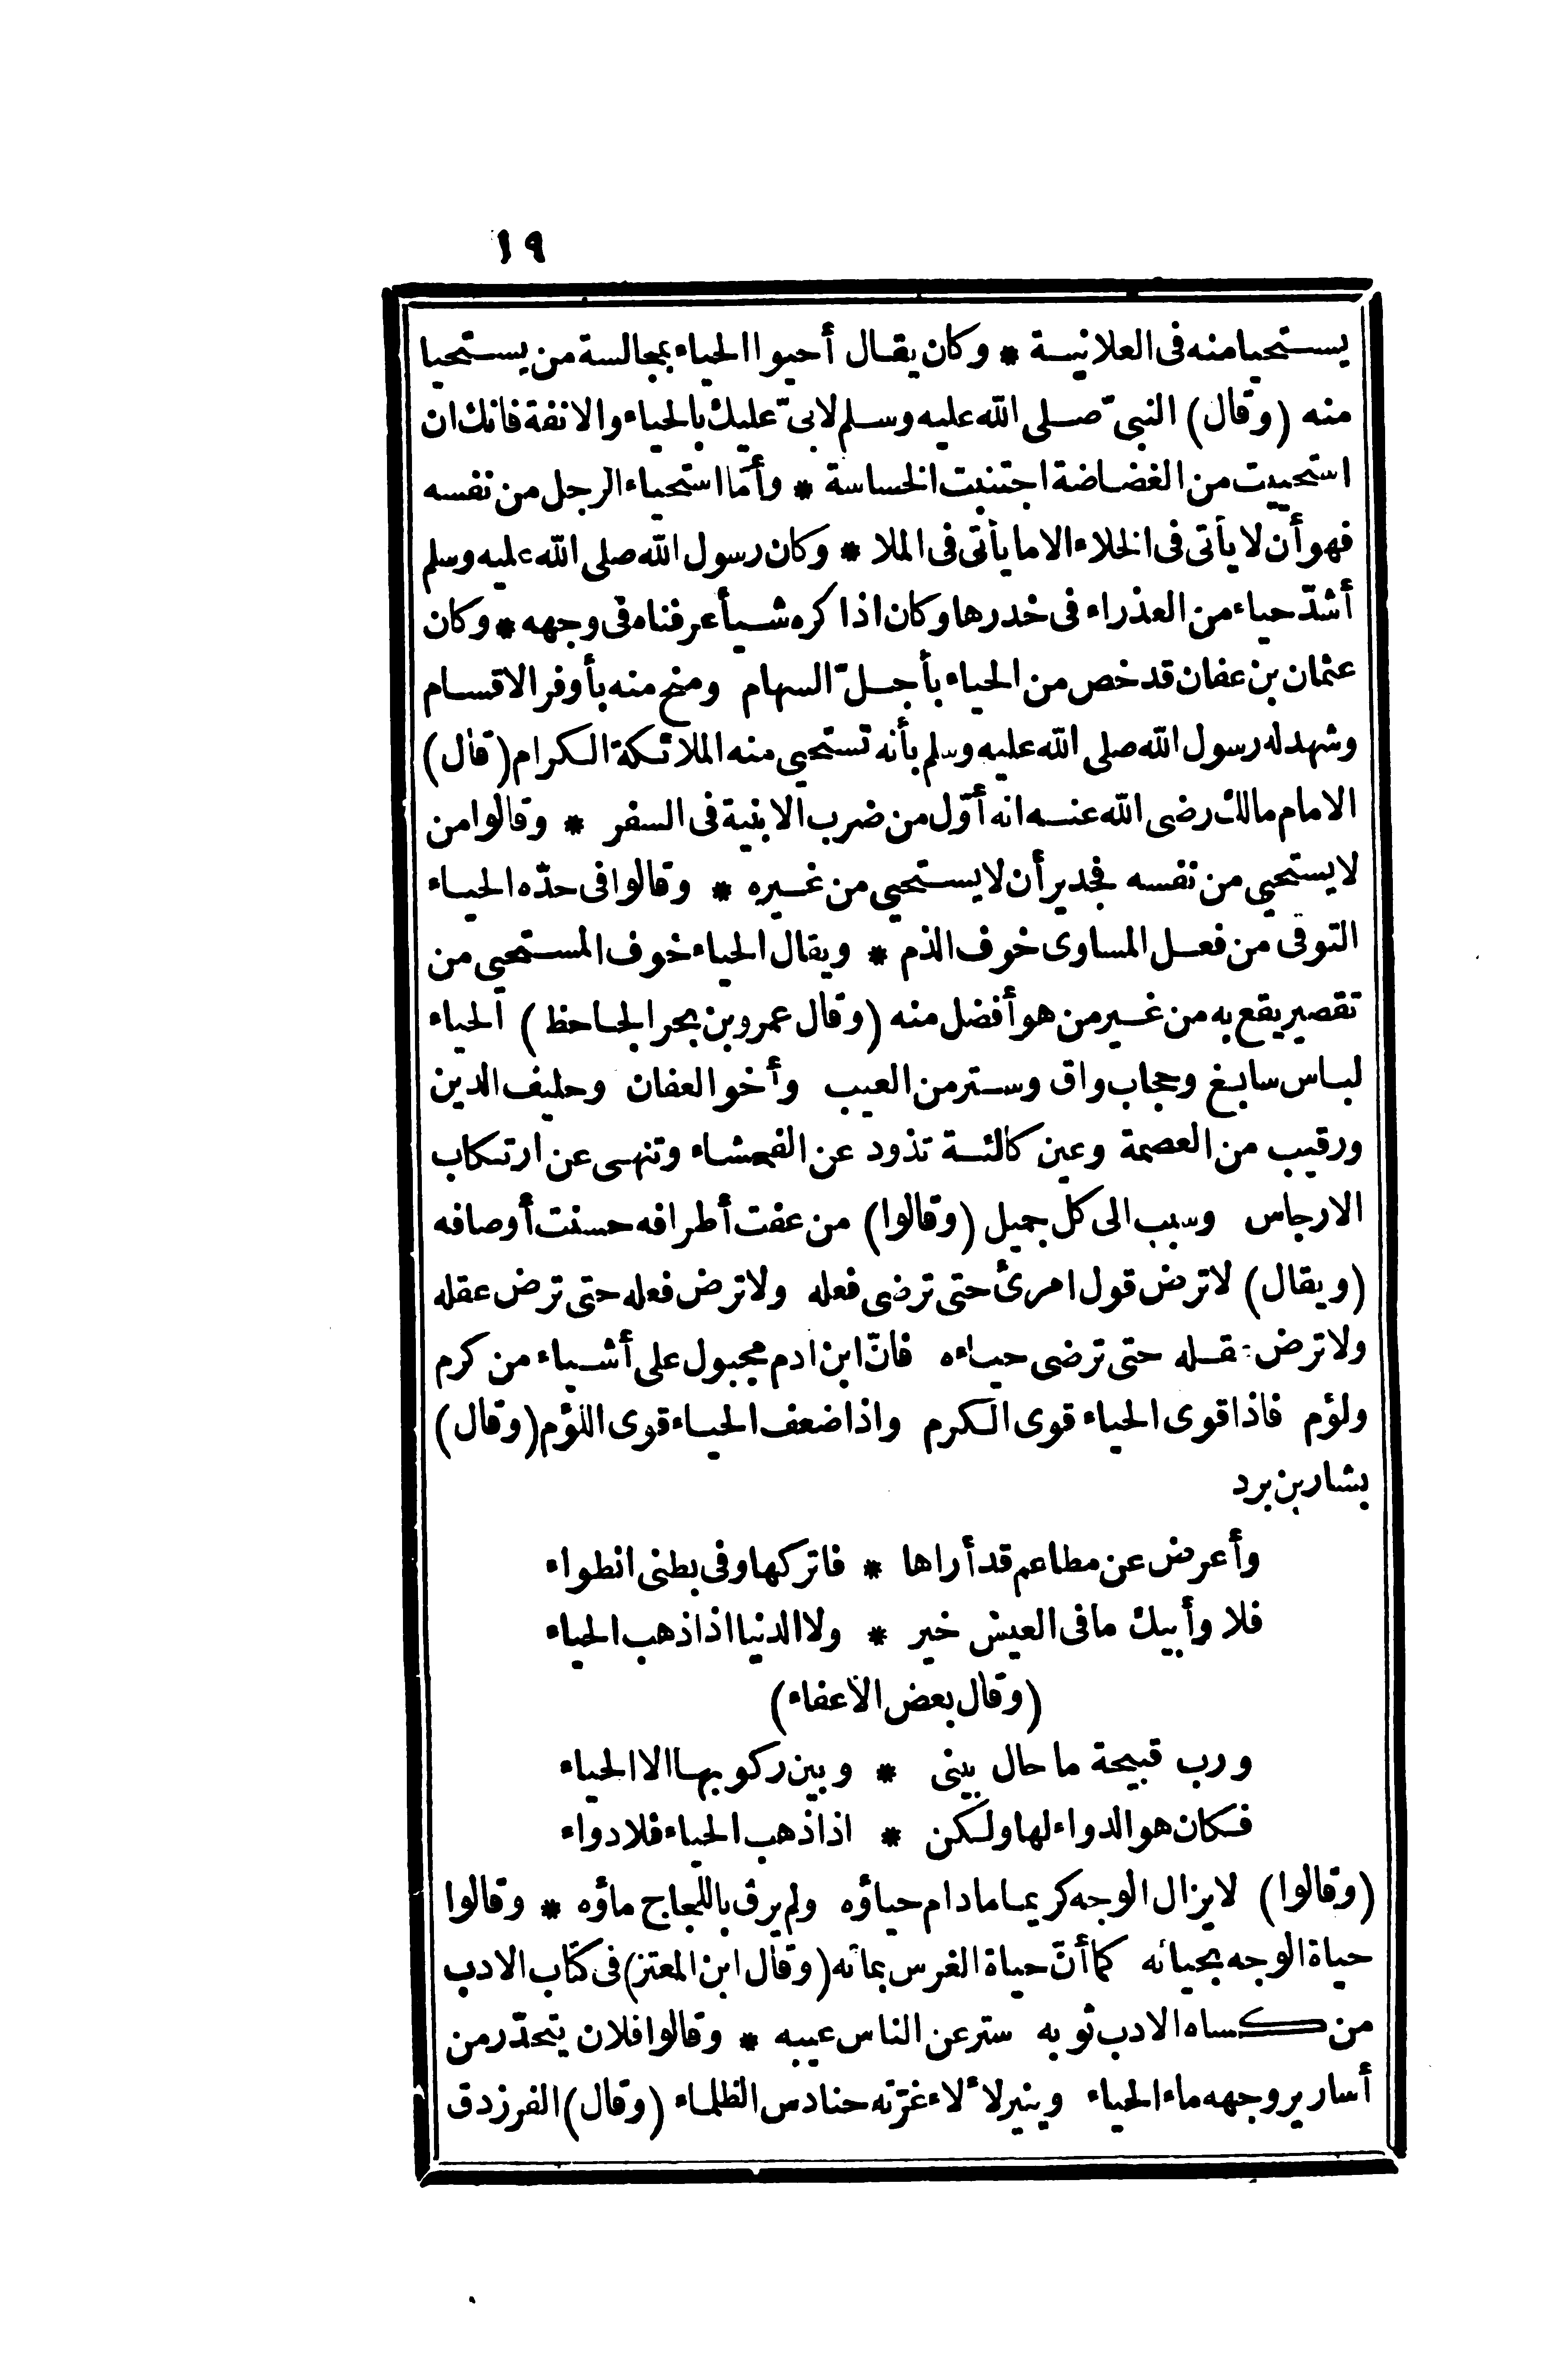 ١٩
يستحيا منه فى العلانية * وكان يقال أحيوا الحياء بمجالسة من يستحيا
منه (وقال) النبىّ صلى الله عليه وسلم لابىّ عليك بالحياء والانفة فانك ان
استحييت من الغضاضة اجتنبت الخساسة * وأمّا استحياء الرجل من نفسه
فهو أن لا يأتى فى الخلاء الا ما يأتى فى الملا * وكان رسول الله صلى الله عليه وسلم
أشدّ حياء من العذراء فى خدرها وكان اذا كره شيأ عرفناه فى وجهه * وكان
عثمان بن عفان قد خص من الحياء بأجلّ السهام ومنح منه بأوفر الاقسام
وشهد له رسول الله صلى الله عليه وسلم بأنه تستحيى منه الملائكة الكرام (قال)
الامام مالك رضى الله عنه انه أوّل من ضرب الابنية فى السفر * وقالوا من
لا يستحيى من نفسه فجدير أن لا يستحيى من غيره * وقالوا فى حدّه الحياء
التوقى من فعل المساوى خوف الذم * ويقال الحياء خوف المستحيى من
تقصير يقع به من غير من هو أفضل منه (وقال عمرو بن بحر الجاحظ) الحياء
لباس سابغ وحجاب واق وستر من العيب وأخو العفان وحليف الدين
ورقيب من العصمة وعين كالئة تذود عن الفحشاء وتنهى عن ارتكاب
الارجاس وسبب الى كل جميل (وقالوا) من عفت أطرافه حسنت أوصافه
(ويقال) لا ترض قول امرئ حتى ترضى فعله ولا ترض فعله حتى ترض عقله
ولا ترض عقله حتى ترضى حياءه فانّ ابن ادم مجبول على أشياء من كرم
ولؤم فاذا قوى الحياء قوى الكرم واذا ضعف الحياء قوى اللؤم (وقال)
بشار بن برد
وأعرض عن مطاعم قد أراها * فاتركها وفى بطنى انطواء
فلا وأبيك ما فى العيش خير * ولا الدنيا اذا ذهب الحياء
(وقال بعض الاعفاء)
ورب قبيحة ما حال بينى * وبين ركوبها الا الحياء
فكان هو الدواء لها ولكن * اذا ذهب الحياء فلا دواء
(وقالوا) لا يزال الوجه كريما ما دام حياؤه ولم يرق باللجاج ماؤه * وقالوا
حياة الوجه بحيائه كما أنّ حياة الغرس بمائه (وقال ابن المعتز) فى كتاب الادب
من كساه الادب ثوبه ستر عن الناس عيبه * وقالوا فلان يتحدّر من
أسارير وجهه ماء الحياء وينير لألاء غرّته حنادس الظلماء (وقال) الفرزدق